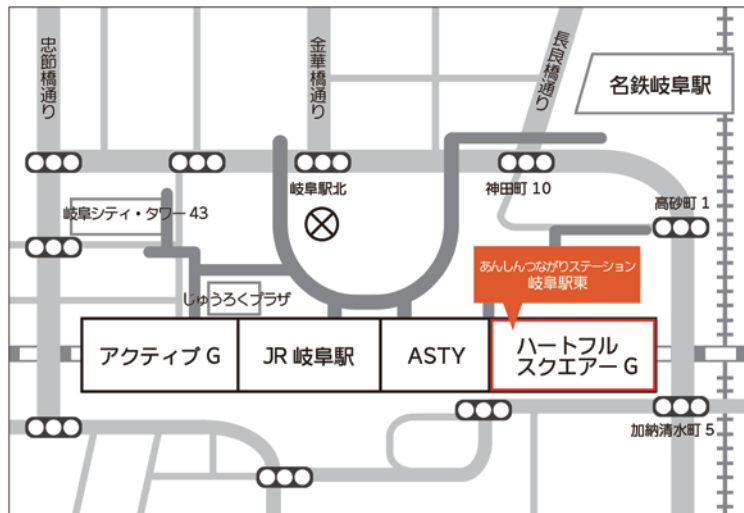 忠節橋通り
金華橋通り
長良橋通り
名鉄岐阜駅
岐阜駅北
神田町 10
高砂町 1
岐阜シティ・タワー 43
あんしんつながりステーション
岐阜駅東
じゅうろくプラザ
アクティブ G
JR 岐阜駅
ASTY
ハートフル
スクエアー G
加納清水町 5